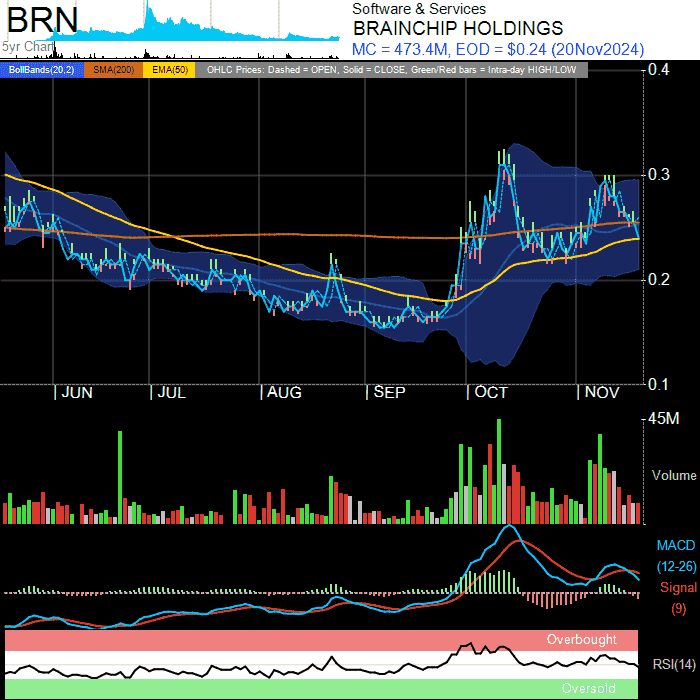 BRN
5yr Chart
Software & Services
BRAINCHIP HOLDINGS
MC = 473.4M, EOD = $0.24 (20Nov2024)
BollBands(20,2) SMA(200) EMA(50) OHLC Prices: Dashed = OPEN, Solid = CLOSE, Green/Red bars = Intra-day HIGH/LOW
0.4
0.3
0.2
0.1
| JUN | JUL | AUG | SEP | OCT | NOV
45M
Volume
MACD
(12-26)
Signal
(9)
Overbought
RSI(14)
Oversold